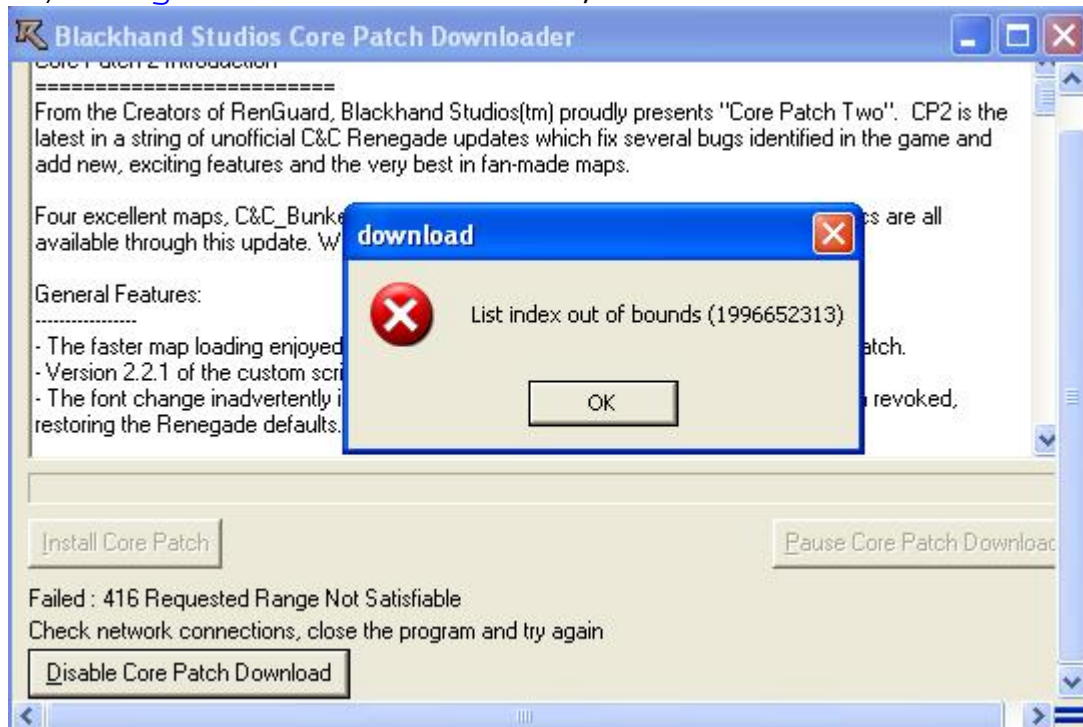 Blackhand Studios Core Patch Downloader
Core Patch 2 Introduction
=========================
From the Creators of RenGuard, Blackhand Studios(tm) proudly presents "Core Patch Two". CP2 is the
latest in a string of unofficial C&C Renegade updates which fix several bugs identified in the game and
add new, exciting features and the very best in fan-made maps.
Four excellent maps, C&C_Bunke
are all
available through this update. W
General Features:
----------------
- The faster map loading enjoyed
- Version 2.2.1 of the custom scri
- The font change inadvertently i
revoked,
restoring the Renegade defaults.
download
List index out of bounds (1996652313)
OK
Install Core Patch
Pause Core Patch Downloac
Failed : 416 Requested Range Not Satisfiable
Check network connections, close the program and try again
Disable Core Patch Download